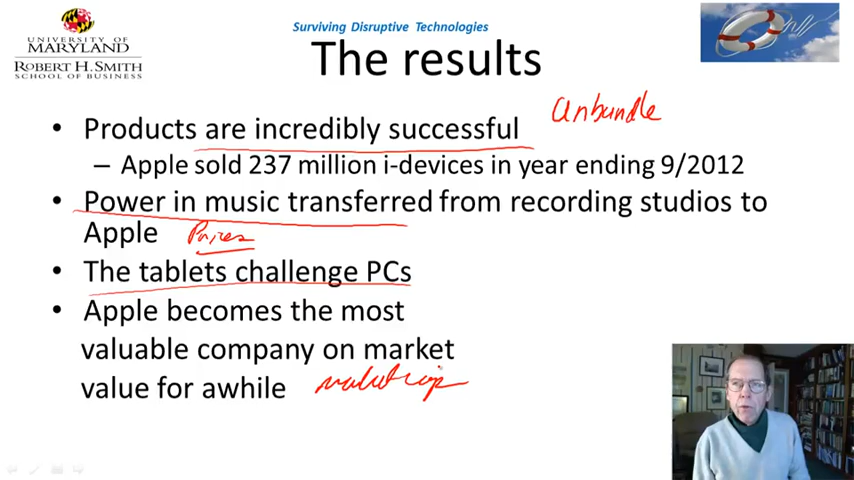 Surviving Disruptive Technologies
UNIVERSITY OF
MARYLAND
ROBERT H. SMITH
SCHOOL OF BUSINESS
The results
Unbundle
• Products are incredibly successful
– Apple sold 237 million i-devices in year ending 9/2012
• Power in music transferred from recording studios to
Apple Prices
• The tablets challenge PCs
• Apple becomes the most
valuable company on market
value for awhile